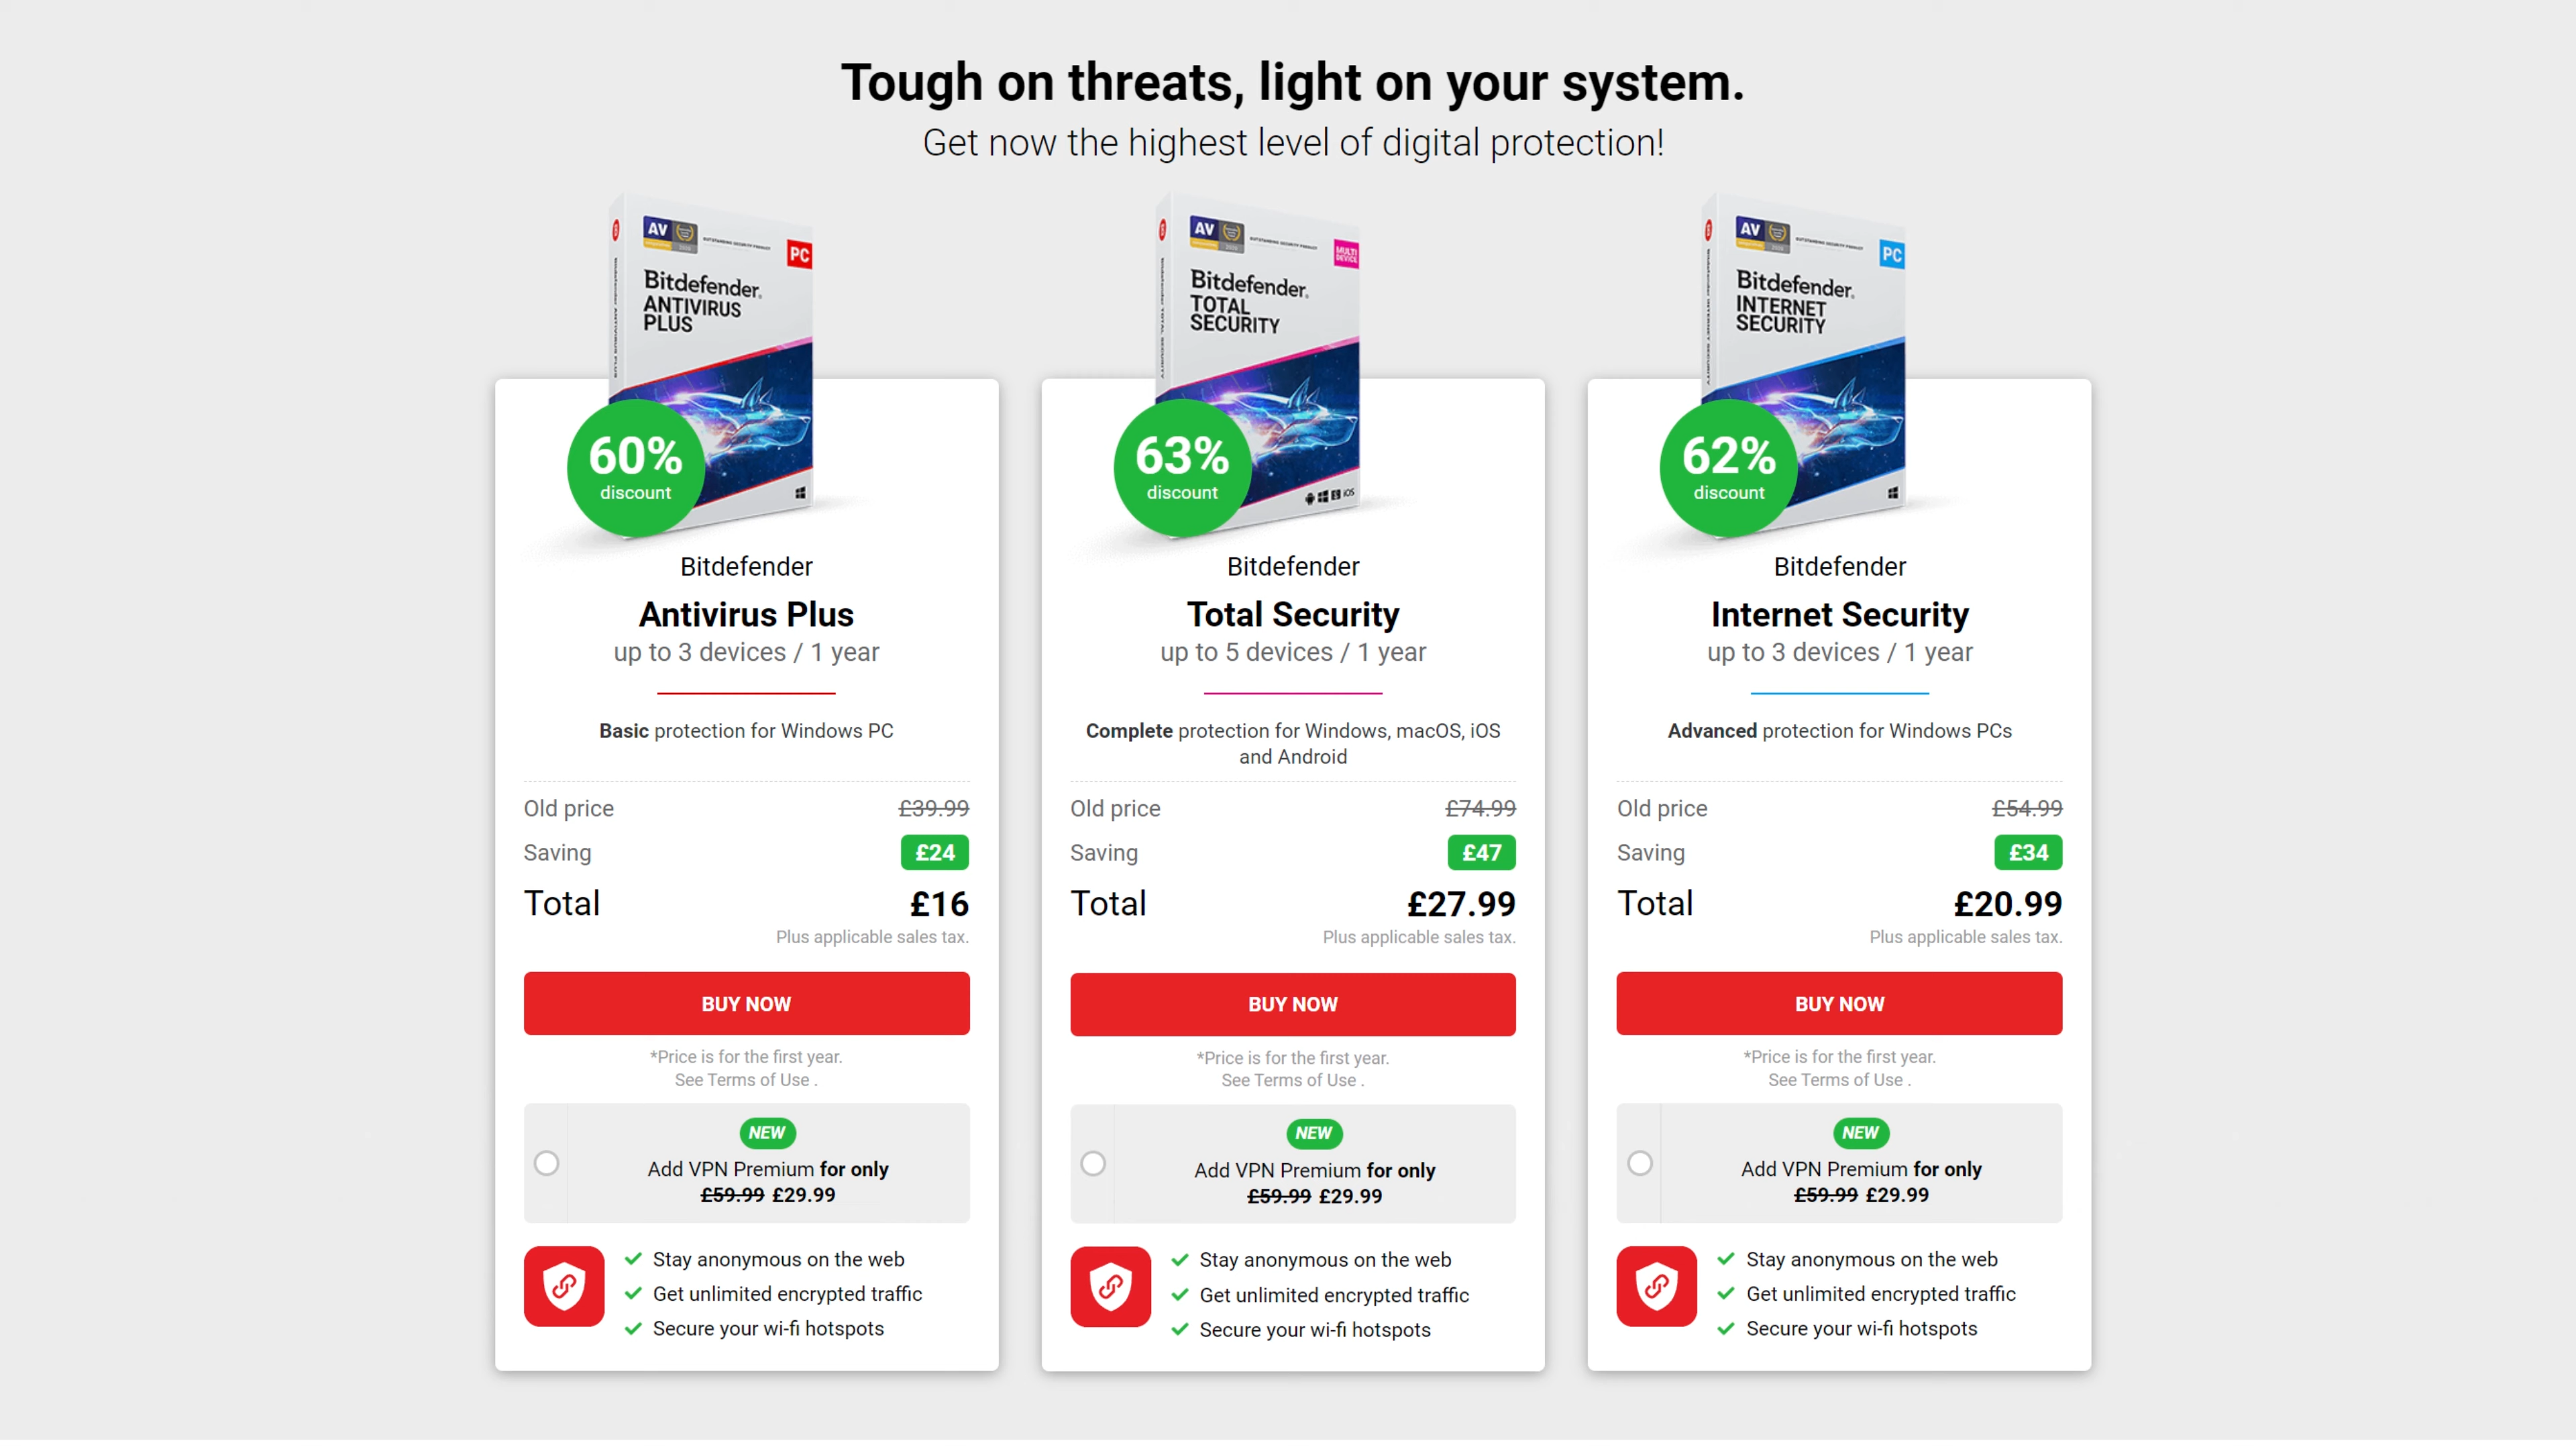 Tough on threats, light on your system.
Get now the highest level of digital protection!
AV
PC
Bitdefender
ANTIVIRUS
PLUS
60%
discount
Bitdefender
Antivirus Plus
up to 3 devices / 1 year
Basic protection for Windows PC
Old price £39.99
Saving £24
Total £16
Plus applicable sales tax.
BUY NOW
*Price is for the first year.
See Terms of Use .
NEW
Add VPN Premium for only
£59.99 £29.99
Stay anonymous on the web
Get unlimited encrypted traffic
Secure your wi-fi hotspots
AV
MULTI
DEVICE
Bitdefender
TOTAL
SECURITY
iOS
63%
discount
Bitdefender
Total Security
up to 5 devices / 1 year
Complete protection for Windows, macOS, iOS
and Android
Old price £74.99
Saving £47
Total £27.99
Plus applicable sales tax.
BUY NOW
*Price is for the first year.
See Terms of Use .
NEW
Add VPN Premium for only
£59.99 £29.99
Stay anonymous on the web
Get unlimited encrypted traffic
Secure your wi-fi hotspots
AV
PC
Bitdefender
INTERNET
SECURITY
62%
discount
Bitdefender
Internet Security
up to 3 devices / 1 year
Advanced protection for Windows PCs
Old price £54.99
Saving £34
Total £20.99
Plus applicable sales tax.
BUY NOW
*Price is for the first year.
See Terms of Use .
NEW
Add VPN Premium for only
£59.99 £29.99
Stay anonymous on the web
Get unlimited encrypted traffic
Secure your wi-fi hotspots